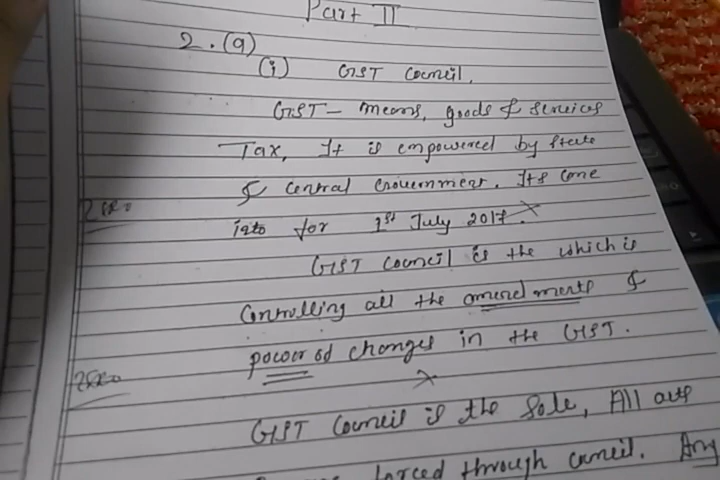 Part II
2. (a)
(i) GST Council.
GST - means, goods & services
Tax, It is empowered by State
& Central Government. Its come
into for 1st July 2017.
GST Council is the which is
Controlling all the amendments &
power of changes in the GST.
GST Council is the Sole, All acts
forced through council. Any